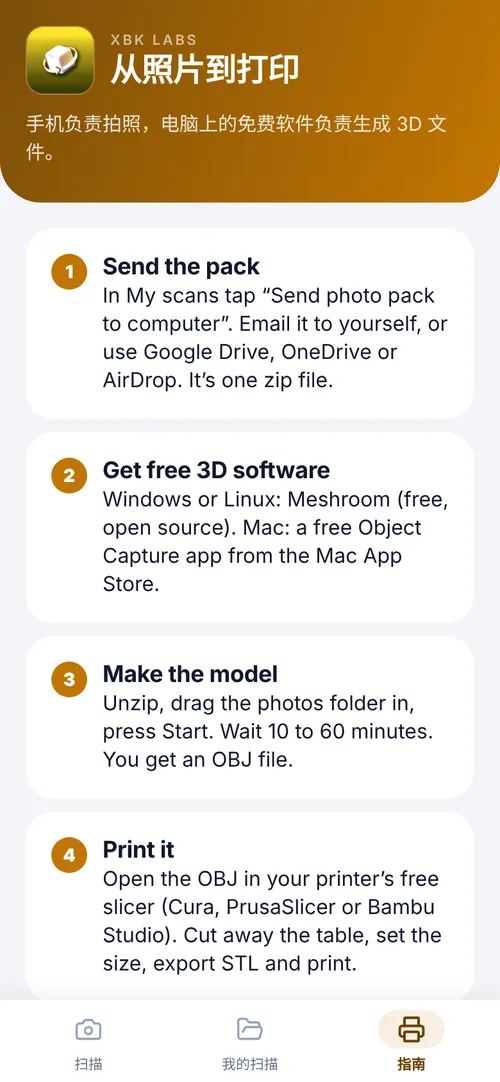 XBK LABS
从照片到打印
手机负责拍照，电脑上的免费软件负责生成 3D 文
件。
1
Send the pack
In My scans tap “Send photo pack
to computer”. Email it to yourself, or
use Google Drive, OneDrive or
AirDrop. It’s one zip file.
2
Get free 3D software
Windows or Linux: Meshroom (free,
open source). Mac: a free Object
Capture app from the Mac App
Store.
3
Make the model
Unzip, drag the photos folder in,
press Start. Wait 10 to 60 minutes.
You get an OBJ file.
4
Print it
Open the OBJ in your printer’s free
slicer (Cura, PrusaSlicer or Bambu
Studio). Cut away the table, set the
size, export STL and print.
扫描
我的扫描
指南